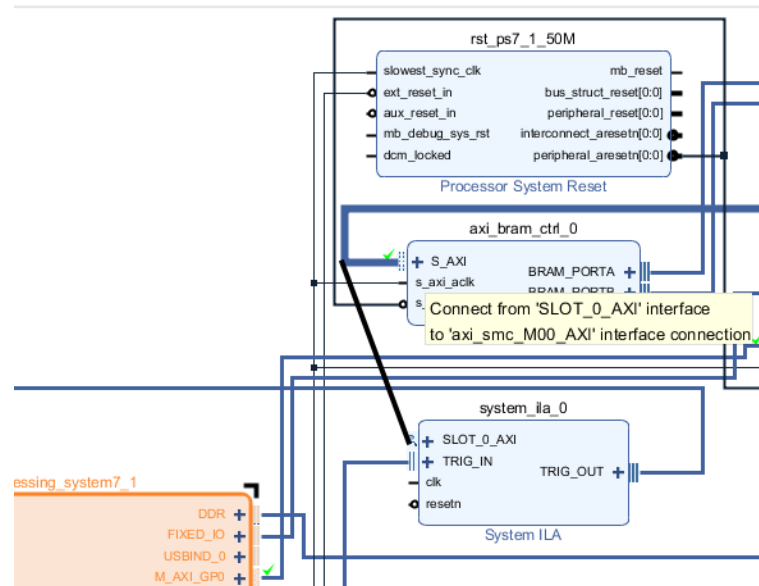 rst_ps7_1_50M
slowest_sync_clk
mb_reset
ext_reset_in
bus_struct_reset[0:0]
aux_reset_in
peripheral_reset[0:0]
mb_debug_sys_rst
interconnect_aresetn[0:0]
dcm_locked
peripheral_aresetn[0:0]
Processor System Reset
axi_bram_ctrl_0
S_AXI
BRAM_PORTA
s_axi_aclk
BRAM_PORTB
Connect from 'SLOT_0_AXI' interface
to 'axi_smc_M00_AXI' interface connection
system_ila_0
SLOT_0_AXI
TRIG_IN
TRIG_OUT
clk
resetn
System ILA
essing_system7_1
DDR
FIXED_IO
USBIND_0
M_AXI_GP0